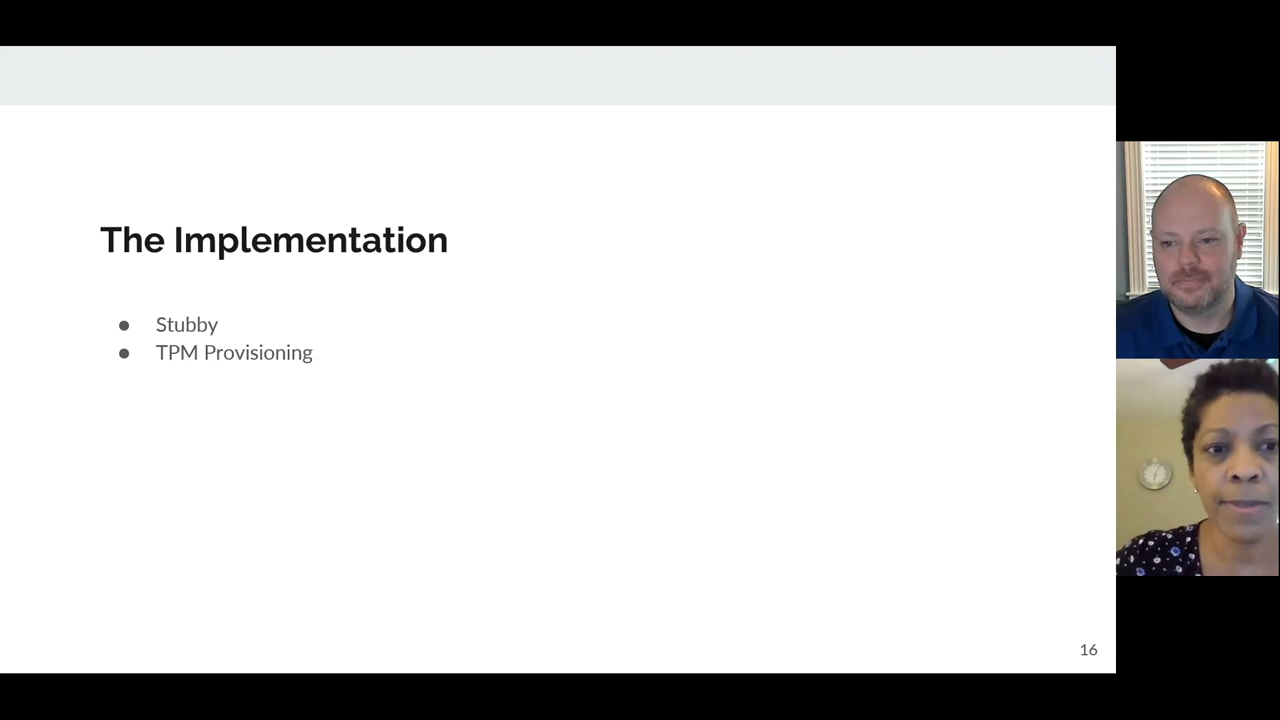 The Implementation
● Stubby
● TPM Provisioning
16